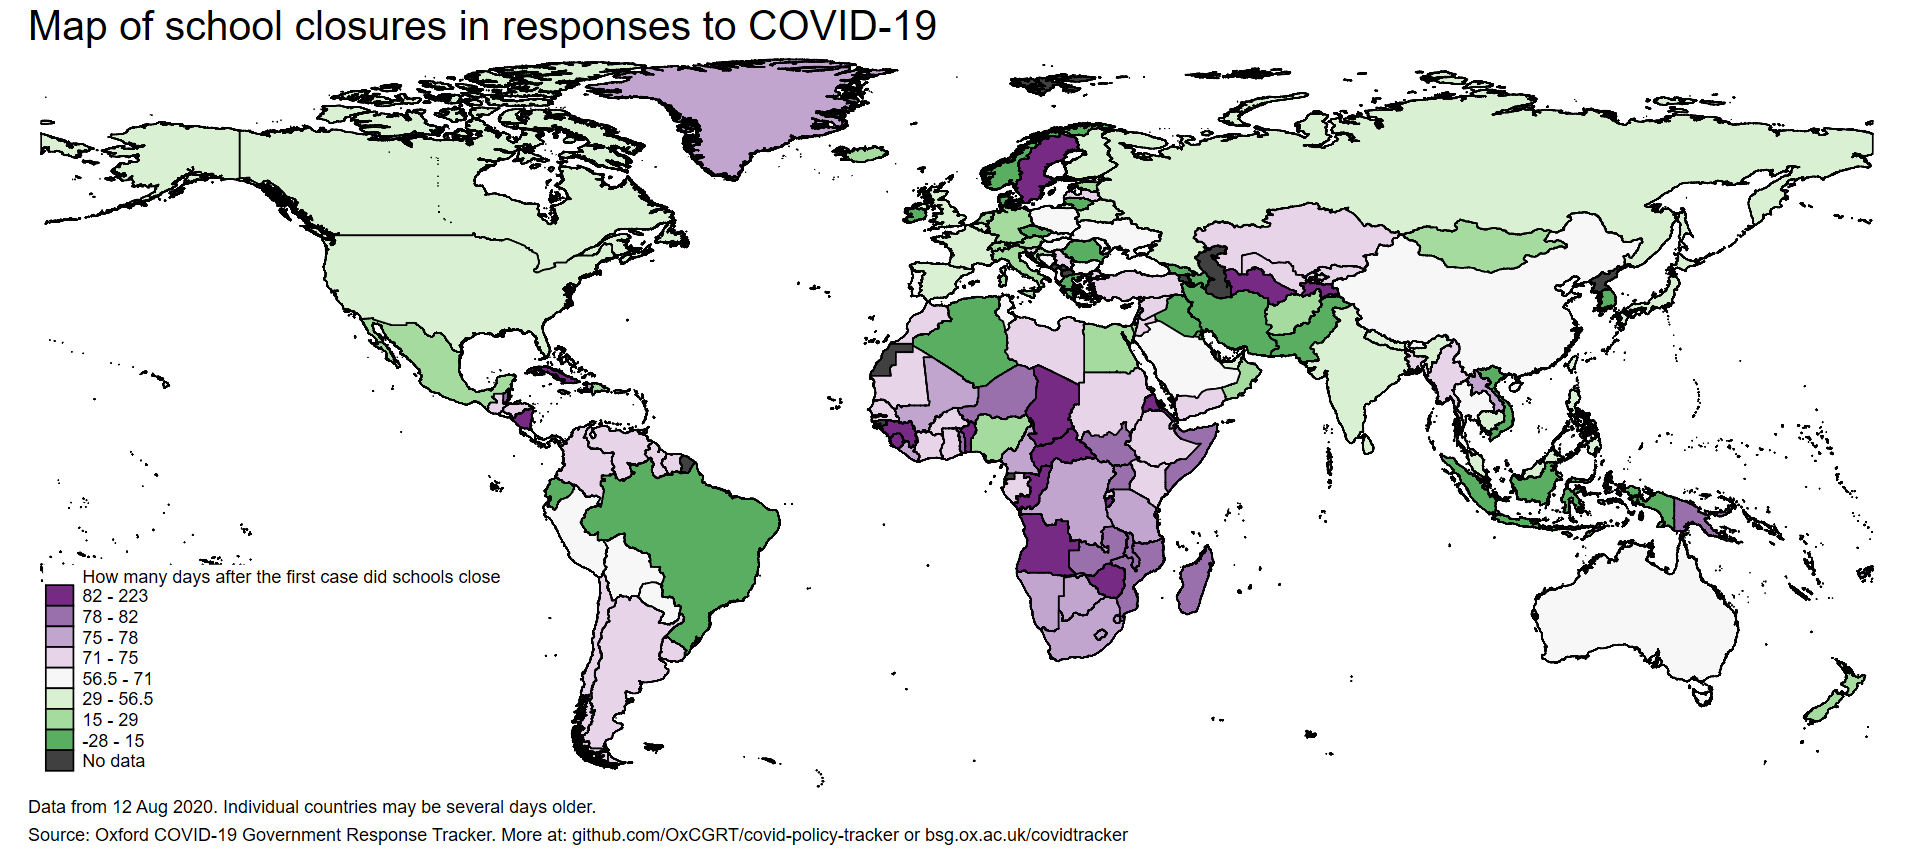 Map of school closures in responses to COVID-19
How many days after the first case did schools close
82 - 223
78 - 82
75 - 78
71 - 75
56.5 - 71
29 - 56.5
15 - 29
-28 - 15
No data
Data from 12 Aug 2020. Individual countries may be several days older.
Source: Oxford COVID-19 Government Response Tracker. More at: github.com/OxCGRT/covid-policy-tracker or bsg.ox.ac.uk/covidtracker